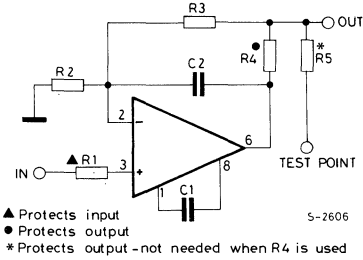 R3
OUT
● R4
* R5
C2
R2
2
−
6
TEST POINT
▲ R1
IN
3
+
8
1
C1
▲ Protects input
S-2606
● Protects output
* Protects output - not needed when R4 is used